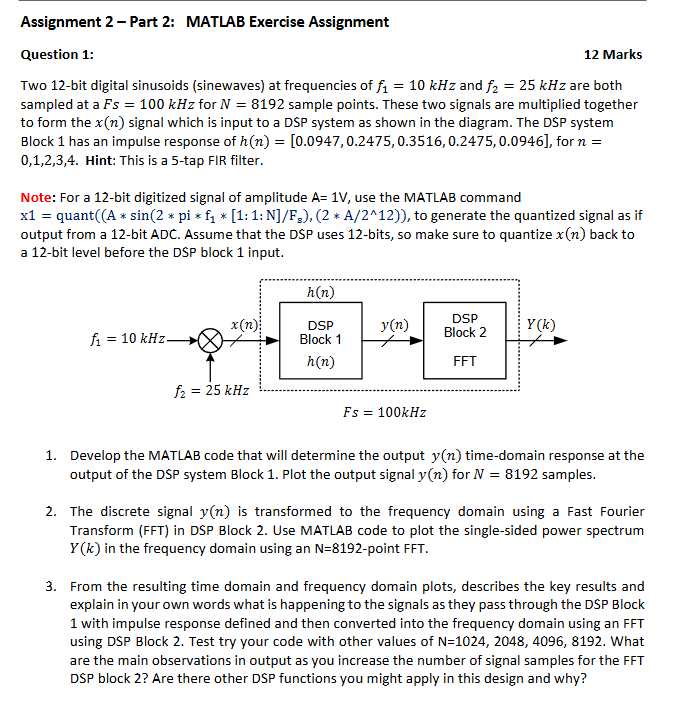 Assignment 2 – Part 2: MATLAB Exercise Assignment
Question 1: 12 Marks
Two 12-bit digital sinusoids (sinewaves) at frequencies of f₁ = 10 kHz and f₂ = 25 kHz are both
sampled at a Fs = 100 kHz for N = 8192 sample points. These two signals are multiplied together
to form the x(n) signal which is input to a DSP system as shown in the diagram. The DSP system
Block 1 has an impulse response of h(n) = [0.0947, 0.2475, 0.3516, 0.2475, 0.0946], for n =
0,1,2,3,4. Hint: This is a 5-tap FIR filter.
Note: For a 12-bit digitized signal of amplitude A= 1V, use the MATLAB command
x1 = quant((A * sin(2 * pi * f₁ * [1: 1: N]/Fₛ), (2 * A/2^12)), to generate the quantized signal as if
output from a 12-bit ADC. Assume that the DSP uses 12-bits, so make sure to quantize x(n) back to
a 12-bit level before the DSP block 1 input.
h(n)
f₁ = 10 kHz
x(n)
DSP
Block 1
h(n)
y(n)
DSP
Block 2
FFT
Y(k)
f₂ = 25 kHz
Fs = 100kHz
1. Develop the MATLAB code that will determine the output y(n) time-domain response at the
output of the DSP system Block 1. Plot the output signal y(n) for N = 8192 samples.
2. The discrete signal y(n) is transformed to the frequency domain using a Fast Fourier
Transform (FFT) in DSP Block 2. Use MATLAB code to plot the single-sided power spectrum
Y(k) in the frequency domain using an N=8192-point FFT.
3. From the resulting time domain and frequency domain plots, describes the key results and
explain in your own words what is happening to the signals as they pass through the DSP Block
1 with impulse response defined and then converted into the frequency domain using an FFT
using DSP Block 2. Test try your code with other values of N=1024, 2048, 4096, 8192. What
are the main observations in output as you increase the number of signal samples for the FFT
DSP block 2? Are there other DSP functions you might apply in this design and why?